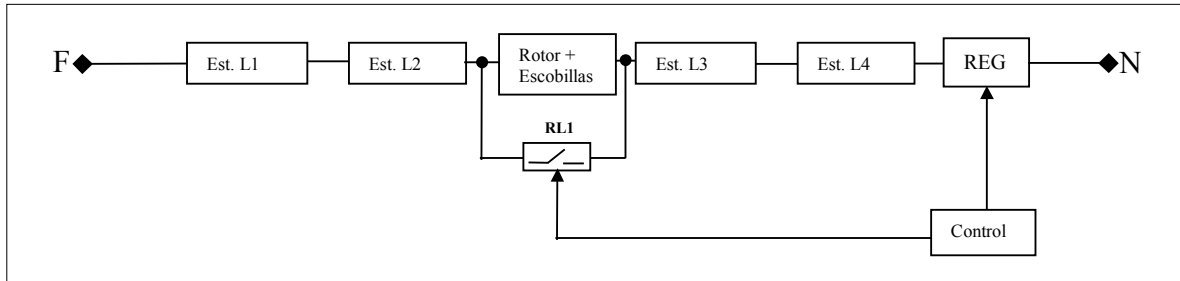 F
Est. L1
Est. L2
Rotor +
Escobillas
Est. L3
Est. L4
REG
N
RL1
Control